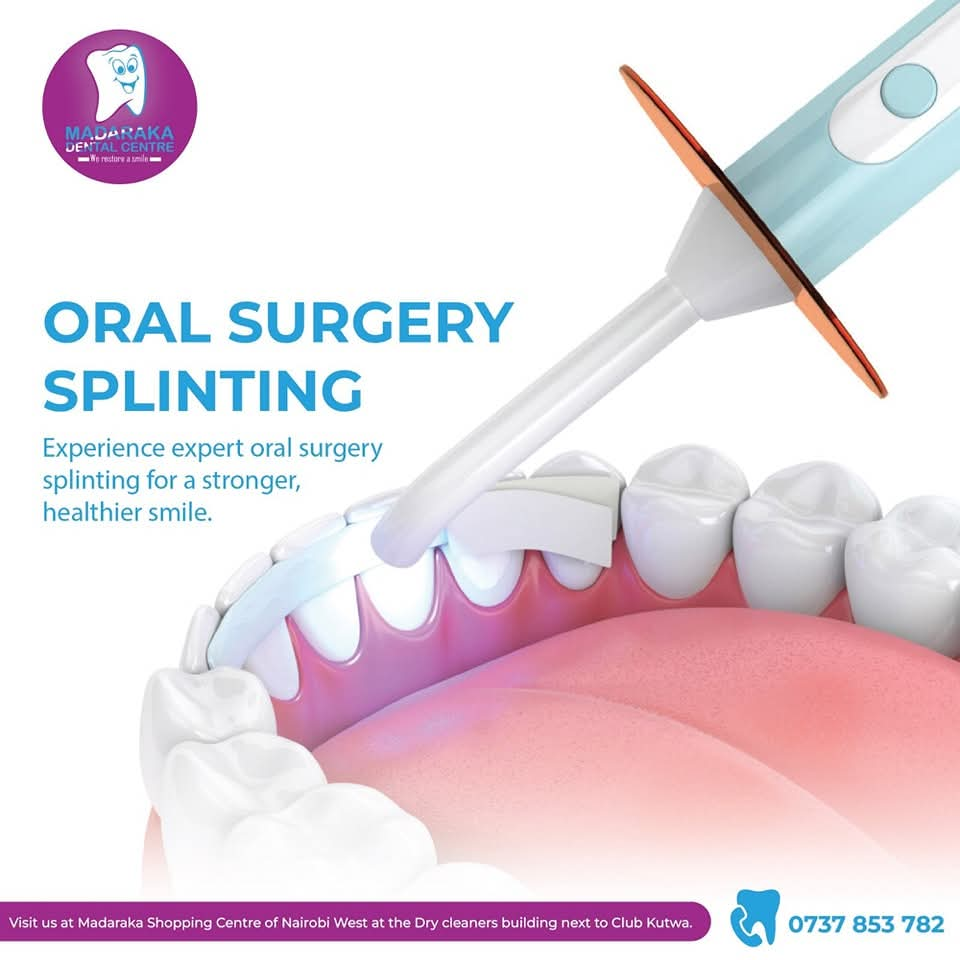 MADARAKA
DENTAL CENTRE
We restore a smile
ORAL SURGERY
SPLINTING
Experience expert oral surgery
splinting for a stronger,
healthier smile.
Visit us at Madaraka Shopping Centre of Nairobi West at the Dry cleaners building next to Club Kutwa.
0737 853 782